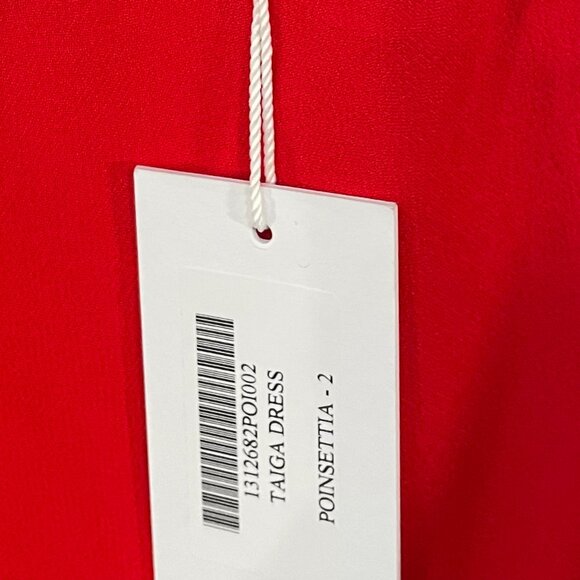 1312682POI002
TAIGA DRESS
POINSETTIA - 2